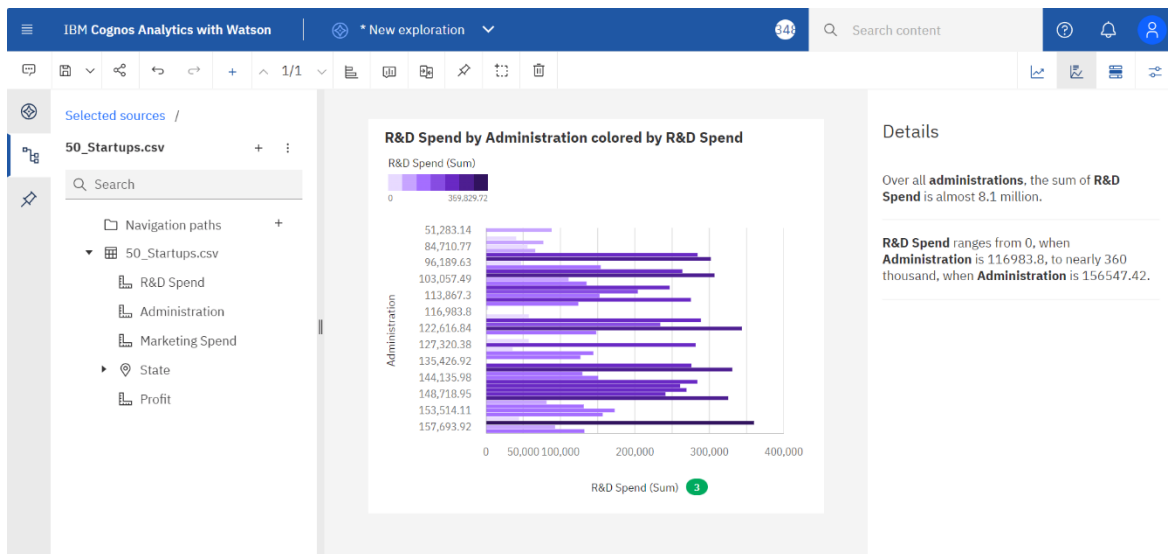 IBM Cognos Analytics with Watson
* New exploration
348
Search content
1/1
Selected sources /
50_Startups.csv
Search
Navigation paths
50_Startups.csv
R&D Spend
Administration
Marketing Spend
State
Profit
R&D Spend by Administration colored by R&D Spend
R&D Spend (Sum)
0 359,829.72
Administration
51,283.14
84,710.77
96,189.63
103,057.49
113,867.3
116,983.8
122,616.84
127,320.38
135,426.92
144,135.98
148,718.95
153,514.11
157,693.92
0 50,000 100,000 200,000 300,000 400,000
R&D Spend (Sum) 3
Details
Over all administrations, the sum of R&D
Spend is almost 8.1 million.
R&D Spend ranges from 0, when
Administration is 116983.8, to nearly 360
thousand, when Administration is 156547.42.